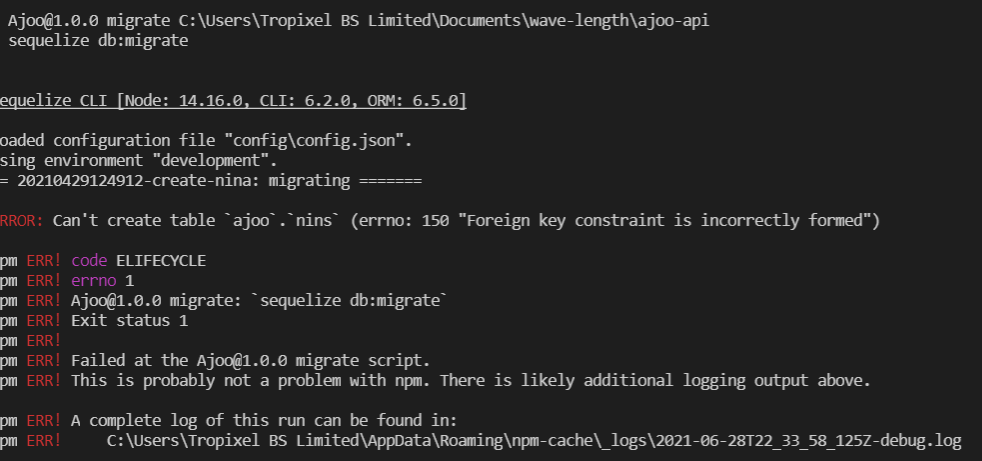 Ajoo@1.0.0 migrate C:\Users\Tropixel BS Limited\Documents\wave-length\ajoo-api
sequelize db:migrate
equelize CLI [Node: 14.16.0, CLI: 6.2.0, ORM: 6.5.0]
oaded configuration file "config\config.json".
sing environment "development".
= 20210429124912-create-nina: migrating =======
RROR: Can't create table `ajoo`.`nins` (errno: 150 "Foreign key constraint is incorrectly formed")
pm ERR! code ELIFECYCLE
pm ERR! errno 1
pm ERR! Ajoo@1.0.0 migrate: `sequelize db:migrate`
pm ERR! Exit status 1
pm ERR!
pm ERR! Failed at the Ajoo@1.0.0 migrate script.
pm ERR! This is probably not a problem with npm. There is likely additional logging output above.
pm ERR! A complete log of this run can be found in:
pm ERR!     C:\Users\Tropixel BS Limited\AppData\Roaming\npm-cache\_logs\2021-06-28T22_33_58_125Z-debug.log